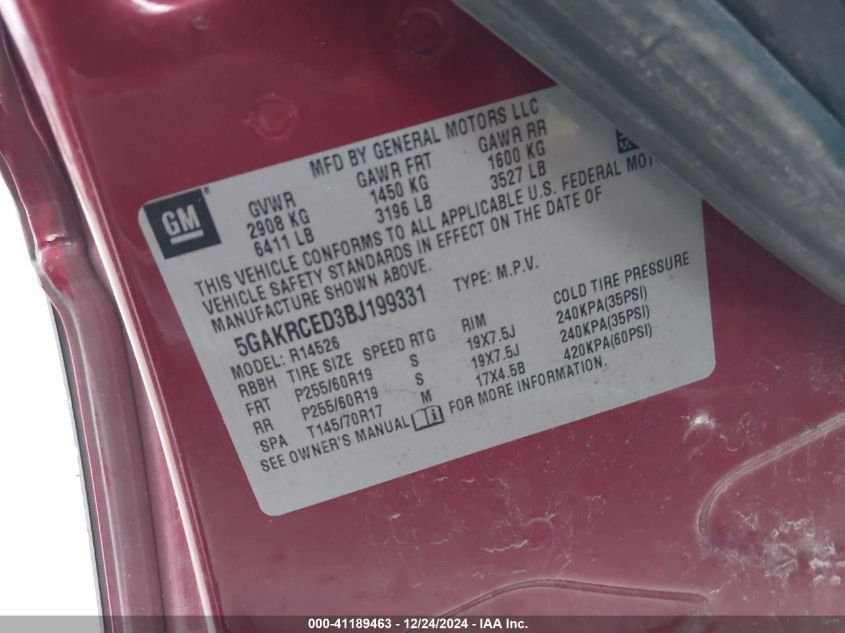 MFD BY GENERAL MOTORS LLC
GM
GVWR GAWR FRT GAWR RR
2908 KG 1450 KG 1600 KG
6411 LB 3196 LB 3527 LB
THIS VEHICLE CONFORMS TO ALL APPLICABLE U.S. FEDERAL
VEHICLE SAFETY STANDARDS IN EFFECT ON THE DATE OF
MANUFACTURE SHOWN ABOVE.
5GAKRCED3BJ199331 TYPE: M.P.V.
MODEL: R14526
RBBH TIRE SIZE SPEED RTG RIM COLD TIRE PRESSURE
FRT P255/60R19 S 19X7.5J 240KPA(35PSI)
RR P255/60R19 S 19X7.5J 240KPA(35PSI)
SPA T145/70R17 M 17X4.5B 420KPA(60PSI)
SEE OWNER'S MANUAL FOR MORE INFORMATION.
000-41189463 - 12/24/2024 - IAA Inc.